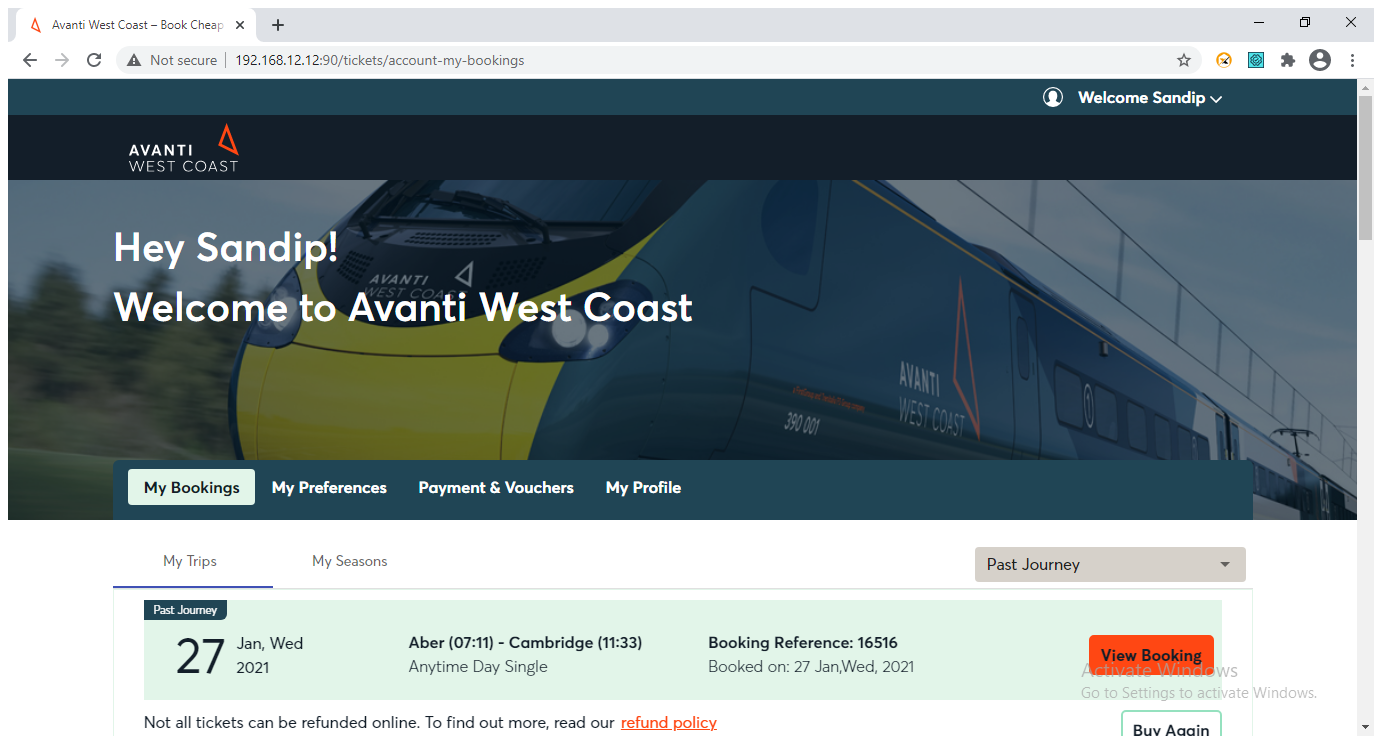 Avanti West Coast – Book Cheap
Not secure
192.168.12.12:90/tickets/account-my-bookings
Welcome Sandip
AVANTI
WEST COAST
Hey Sandip!
Welcome to Avanti West Coast
AVANTI
WEST COAST
AVANTI
WEST COAST
390 001
My Bookings
My Preferences
Payment & Vouchers
My Profile
My Trips
My Seasons
Past Journey
Past Journey
27
Jan, Wed
2021
Aber (07:11) - Cambridge (11:33)
Anytime Day Single
Booking Reference: 16516
Booked on: 27 Jan,Wed, 2021
View Booking
Activate Windows
Go to Settings to activate Windows.
Not all tickets can be refunded online. To find out more, read our refund policy
Buy Again